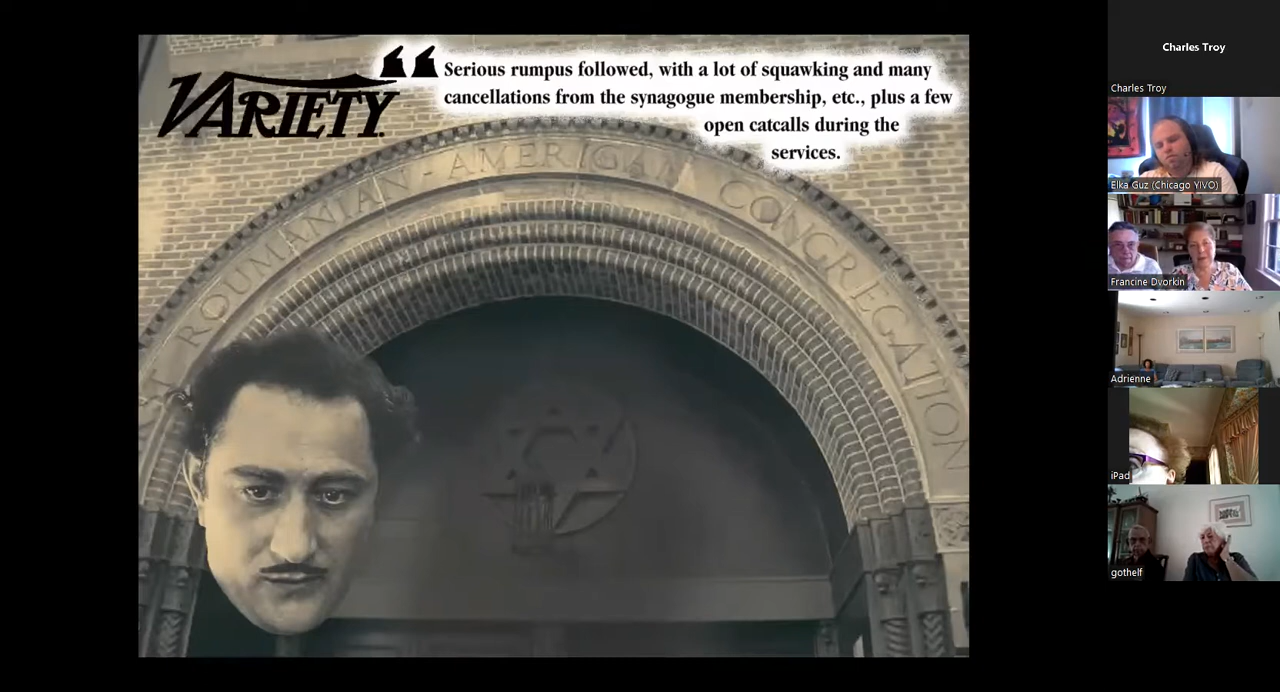 VARIETY
“Serious rumpus followed, with a lot of squawking and many
cancellations from the synagogue membership, etc., plus a few
open catcalls during the
services.
ROUMANIAN - AMERICAN CONGREGATION
Charles Troy
Charles Troy
Elka Guz (Chicago YIVO)
Francine Dvorkin
Adrienne
iPad
gothelf